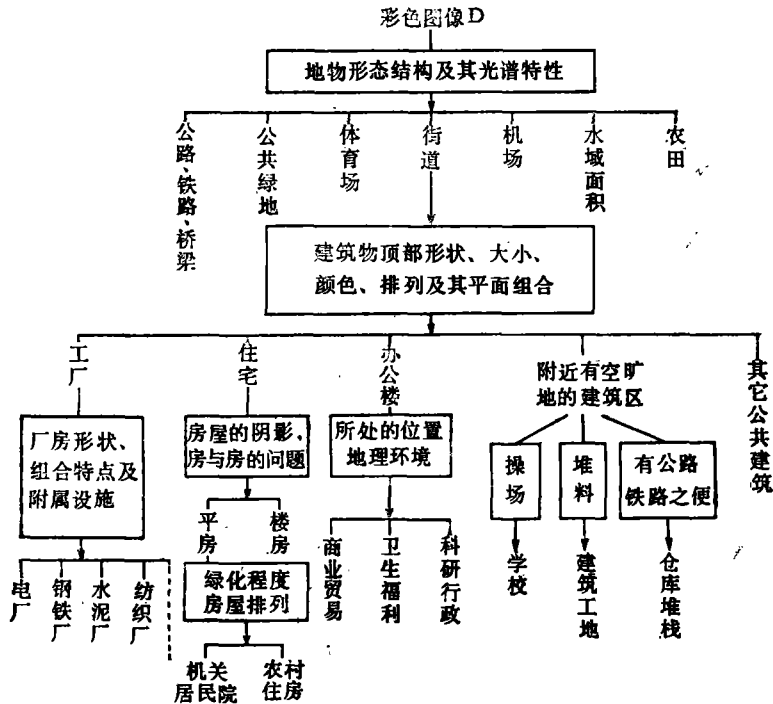 彩色图像D
地物形态结构及其光谱特性
公路、铁路、桥梁
公共绿地
体育场
街道
机场
水域面积
农田
建筑物顶部形状、大小、
颜色、排列及其平面组合
工厂
住宅
办公楼
附近有空旷
地的建筑区
其它公共建筑
厂房形状、
组合特点及
附属设施
房屋的阴影、
房与房的问题
所处的位置
地理环境
操场
堆料
有公路
铁路之便
平房
楼房
商业贸易
卫生福利
科研行政
学校
建筑工地
仓库堆栈
电厂
钢铁厂
水泥厂
纺织厂
绿化程度
房屋排列
机关
居民院
农村
住房